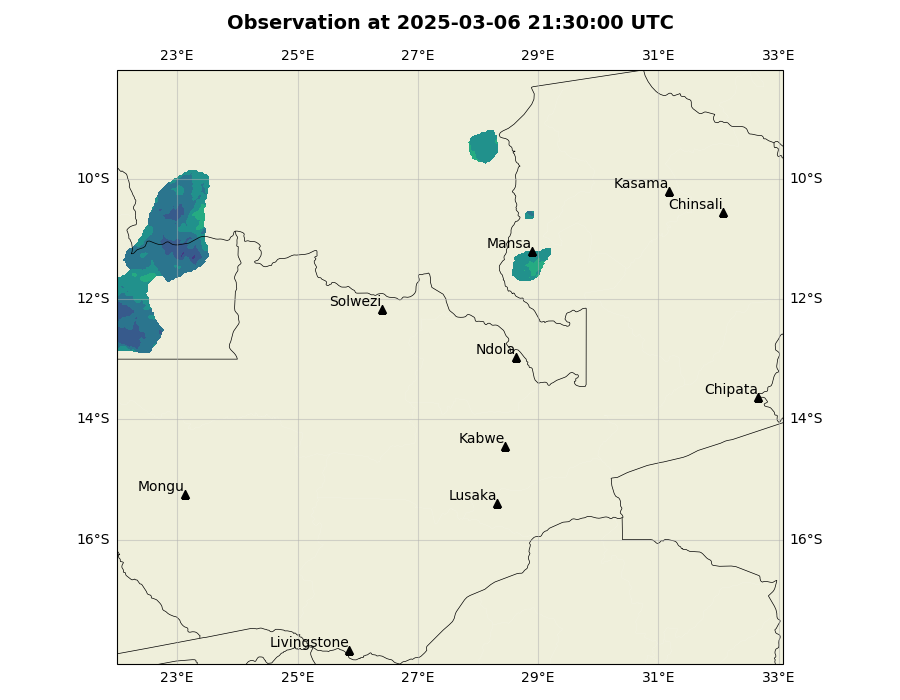 Observation at 2025-03-06 21:30:00 UTC
23°E 25°E 27°E 29°E 31°E 33°E
10°S 10°S
Kasama
Chinsali
Mansa
12°S 12°S
Solwezi
Ndola
Chipata
14°S 14°S
Kabwe
Mongu
Lusaka
16°S 16°S
Livingstone
23°E 25°E 27°E 29°E 31°E 33°E